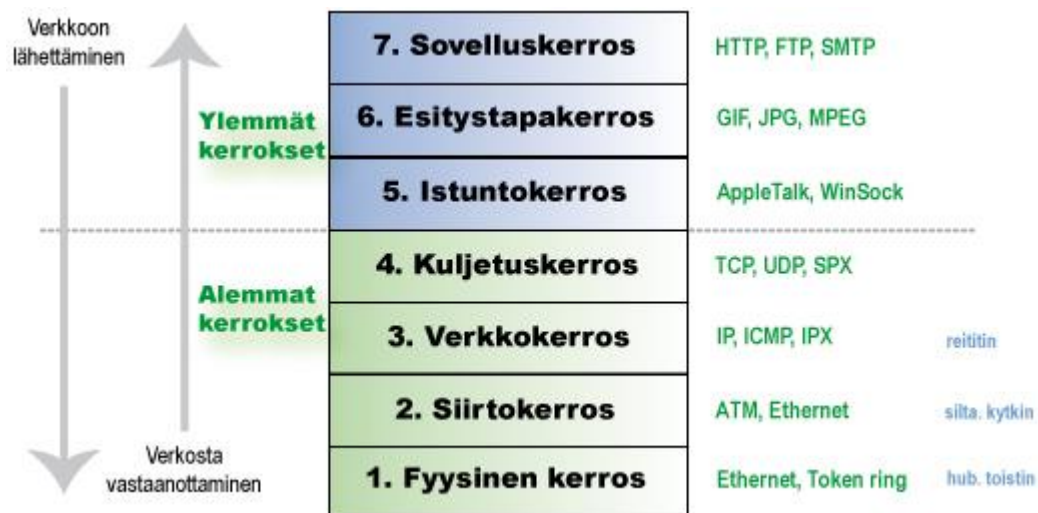 Verkkoon
lähettäminen
7. Sovelluskerros
HTTP, FTP, SMTP
Ylemmät
kerrokset
6. Esitystapakerros
GIF, JPG, MPEG
5. Istuntokerros
AppleTalk, WinSock
4. Kuljetuskerros
TCP, UDP, SPX
Alemmat
kerrokset
3. Verkkokerros
IP, ICMP, IPX
reititin
2. Siirtokerros
ATM, Ethernet
silta. kytkin
Verkosta
vastaanottaminen
1. Fyysinen kerros
Ethernet, Token ring
hub. toistin